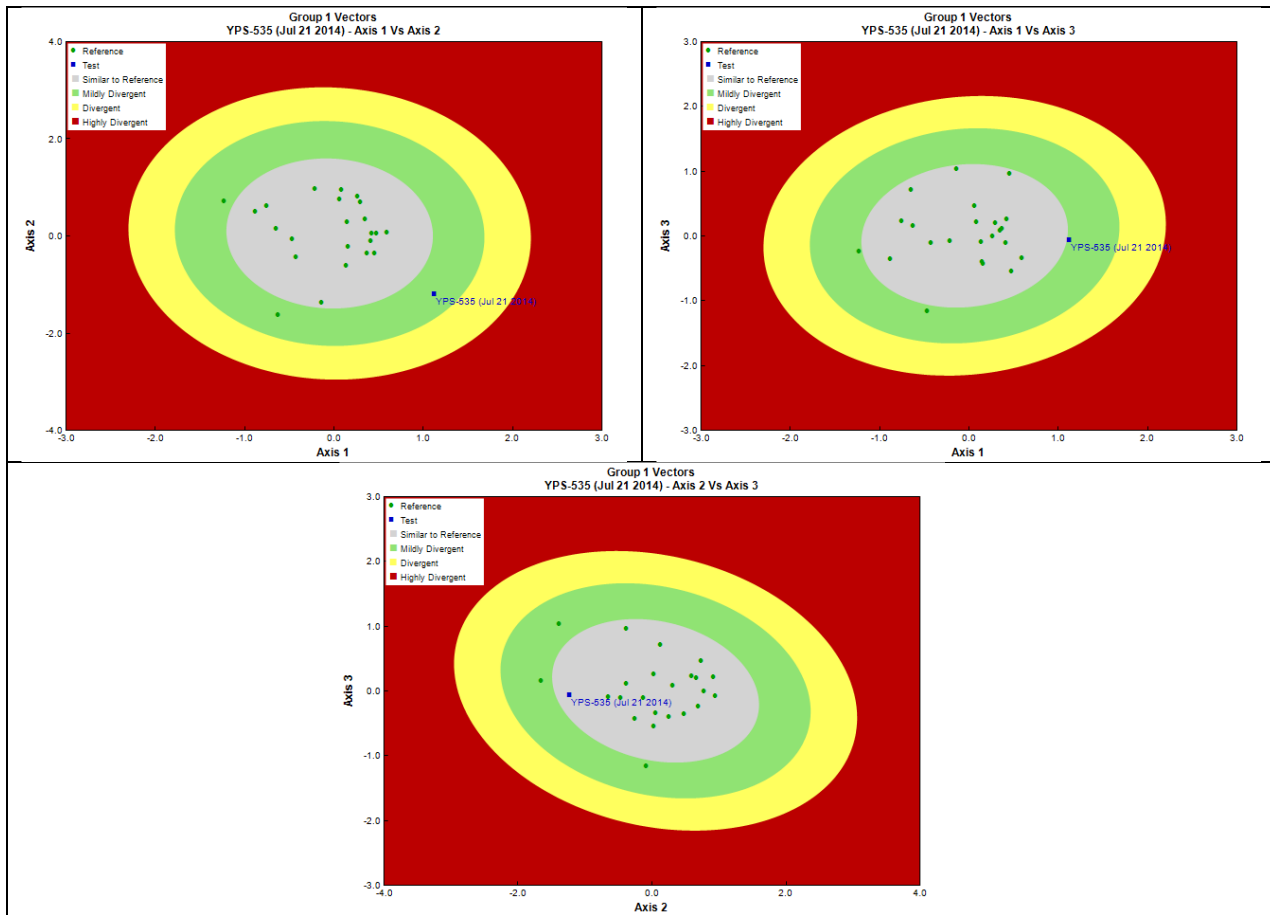 Group 1 Vectors
YPS-535 (Jul 21 2014) - Axis 1 Vs Axis 2
4.0
Reference
Test
Similar to Reference
Mildly Divergent
Divergent
Highly Divergent
2.0
Axis 2
0.0
YPS-535 (Jul 21 2014)
-2.0
-4.0
-3.0
-2.0
-1.0
0.0
1.0
2.0
3.0
Axis 1
Group 1 Vectors
YPS-535 (Jul 21 2014) - Axis 1 Vs Axis 3
3.0
Reference
Test
Similar to Reference
Mildly Divergent
Divergent
Highly Divergent
2.0
1.0
Axis 3
0.0
YPS-535 (Jul 21 2014)
-1.0
-2.0
-3.0
-3.0
-2.0
-1.0
0.0
1.0
2.0
3.0
Axis 1
Group 1 Vectors
YPS-535 (Jul 21 2014) - Axis 2 Vs Axis 3
3.0
Reference
Test
Similar to Reference
Mildly Divergent
Divergent
Highly Divergent
2.0
1.0
Axis 3
0.0
YPS-535 (Jul 21 2014)
-1.0
-2.0
-3.0
-4.0
-2.0
0.0
2.0
4.0
Axis 2